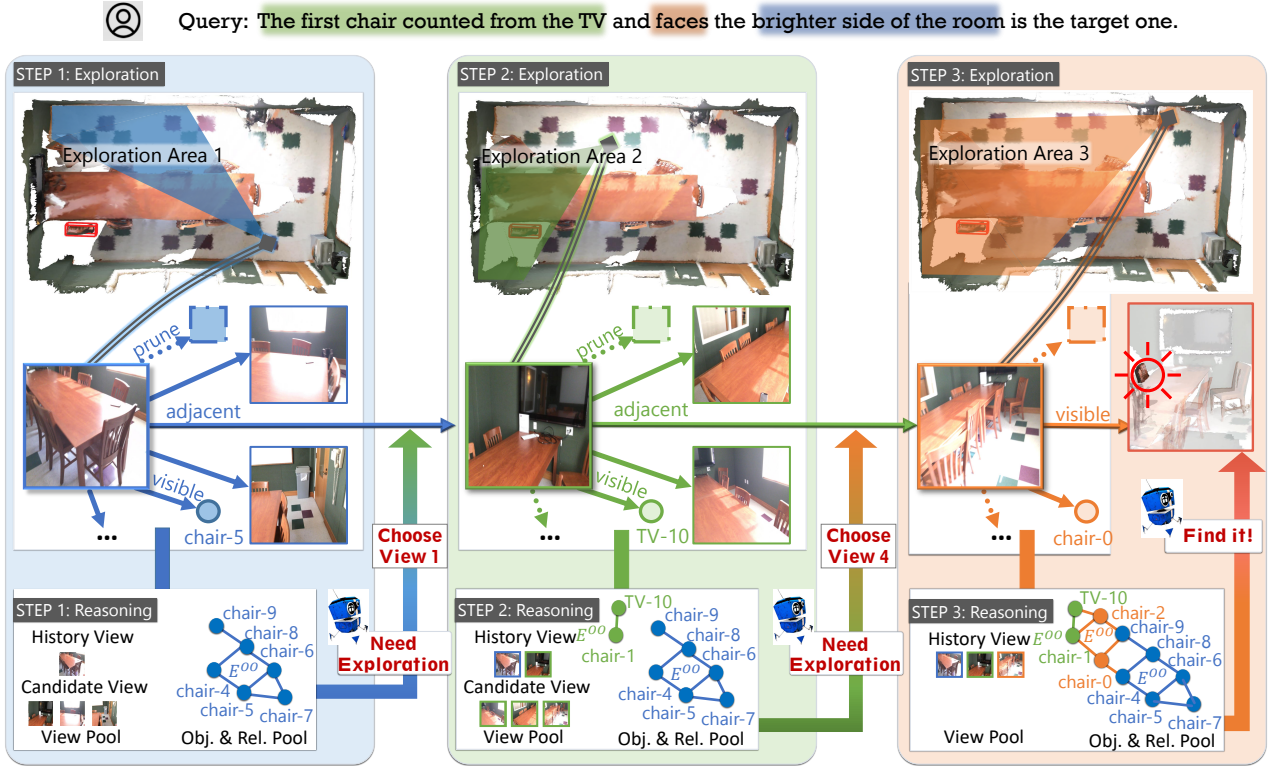 Query: The first chair counted from the TV and faces the brighter side of the room is the target one.
STEP 1: Exploration
Exploration Area 1
prune
adjacent
visible
...
chair-5
Choose
View 1
STEP 1: Reasoning
History View
Candidate View
View Pool
chair-9
chair-8
chair-6
E^{OO}
chair-4
chair-5
chair-7
Obj. & Rel. Pool
Need
Exploration
STEP 2: Exploration
Exploration Area 2
prune
adjacent
visible
...
TV-10
Choose
View 4
STEP 2: Reasoning
History View
Candidate View
View Pool
TV-10
E^{OO}
chair-1
chair-9
chair-8
chair-6
E^{OO}
chair-4
chair-5
chair-7
Obj. & Rel. Pool
Need
Exploration
STEP 3: Exploration
Exploration Area 3
visible
...
chair-0
Find it!
STEP 3: Reasoning
History View
View Pool
TV-10
chair-2
E^{OO}
E^{OO}
chair-9
chair-1
chair-8
chair-6
chair-0
E^{OO}
chair-4
chair-5
chair-7
Obj. & Rel. Pool